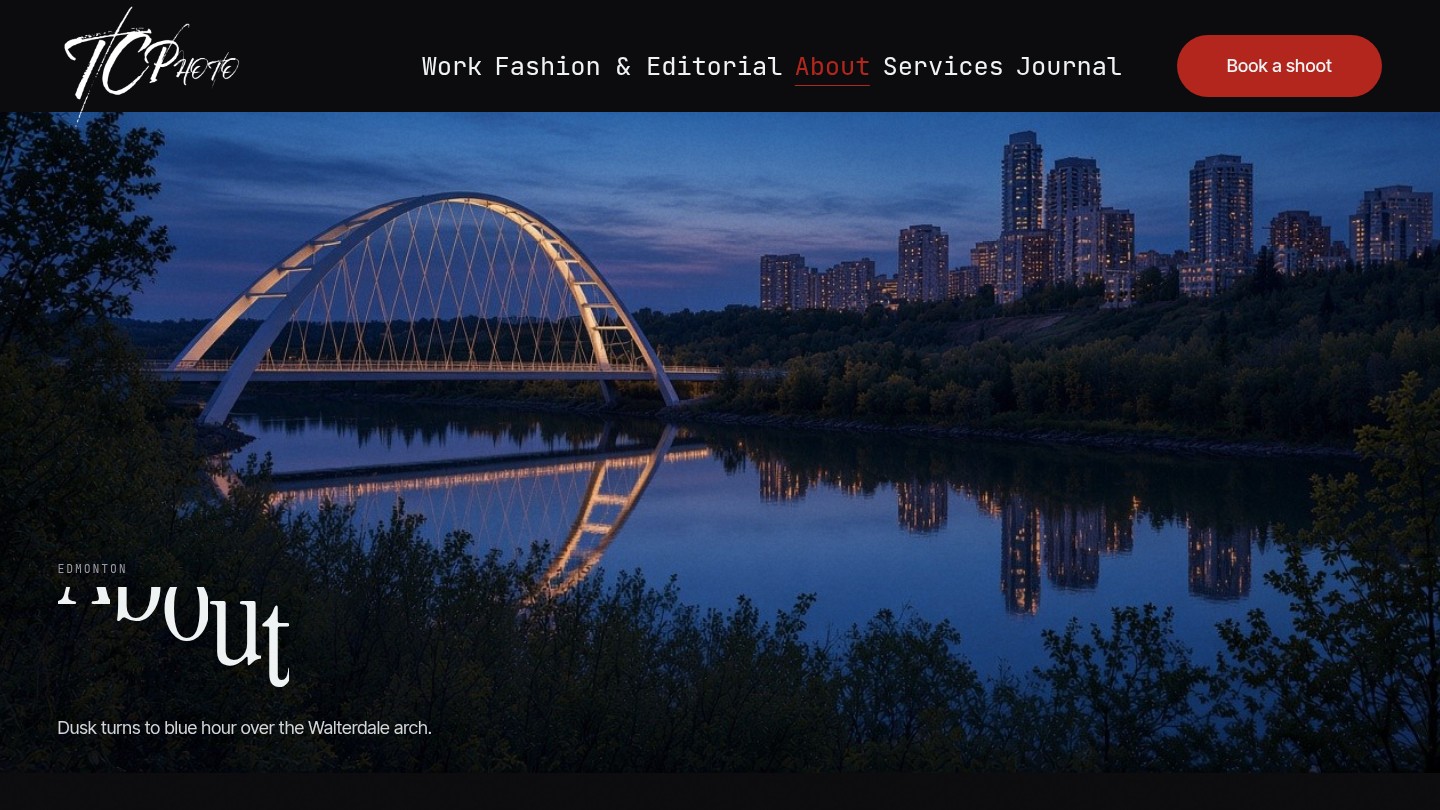 TCPHOTO
Work Fashion & Editorial About Services Journal
Book a shoot
EDMONTON
About
Dusk turns to blue hour over the Walterdale arch.